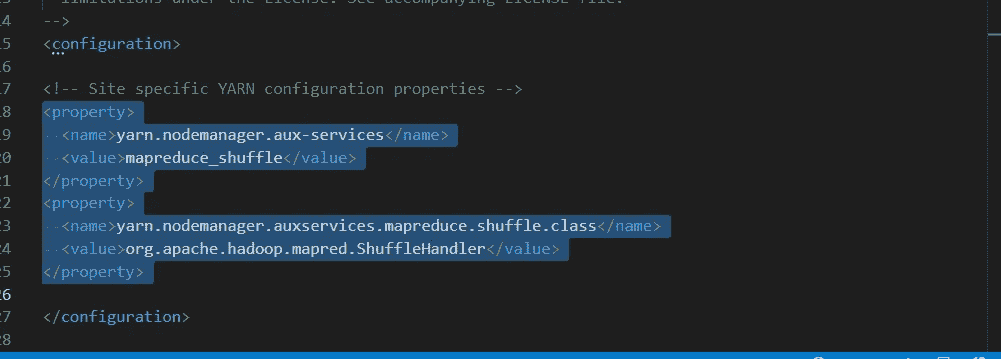 limitations under the License. See accompanying LICENSE file.
14 -->
15 <configuration>
16
17 <!-- Site specific YARN configuration properties -->
18 <property>
19 <name>yarn.nodemanager.aux-services</name>
20 <value>mapreduce_shuffle</value>
21 </property>
22 <property>
23 <name>yarn.nodemanager.auxservices.mapreduce.shuffle.class</name>
24 <value>org.apache.hadoop.mapred.ShuffleHandler</value>
25 </property>
26
27 </configuration>
28